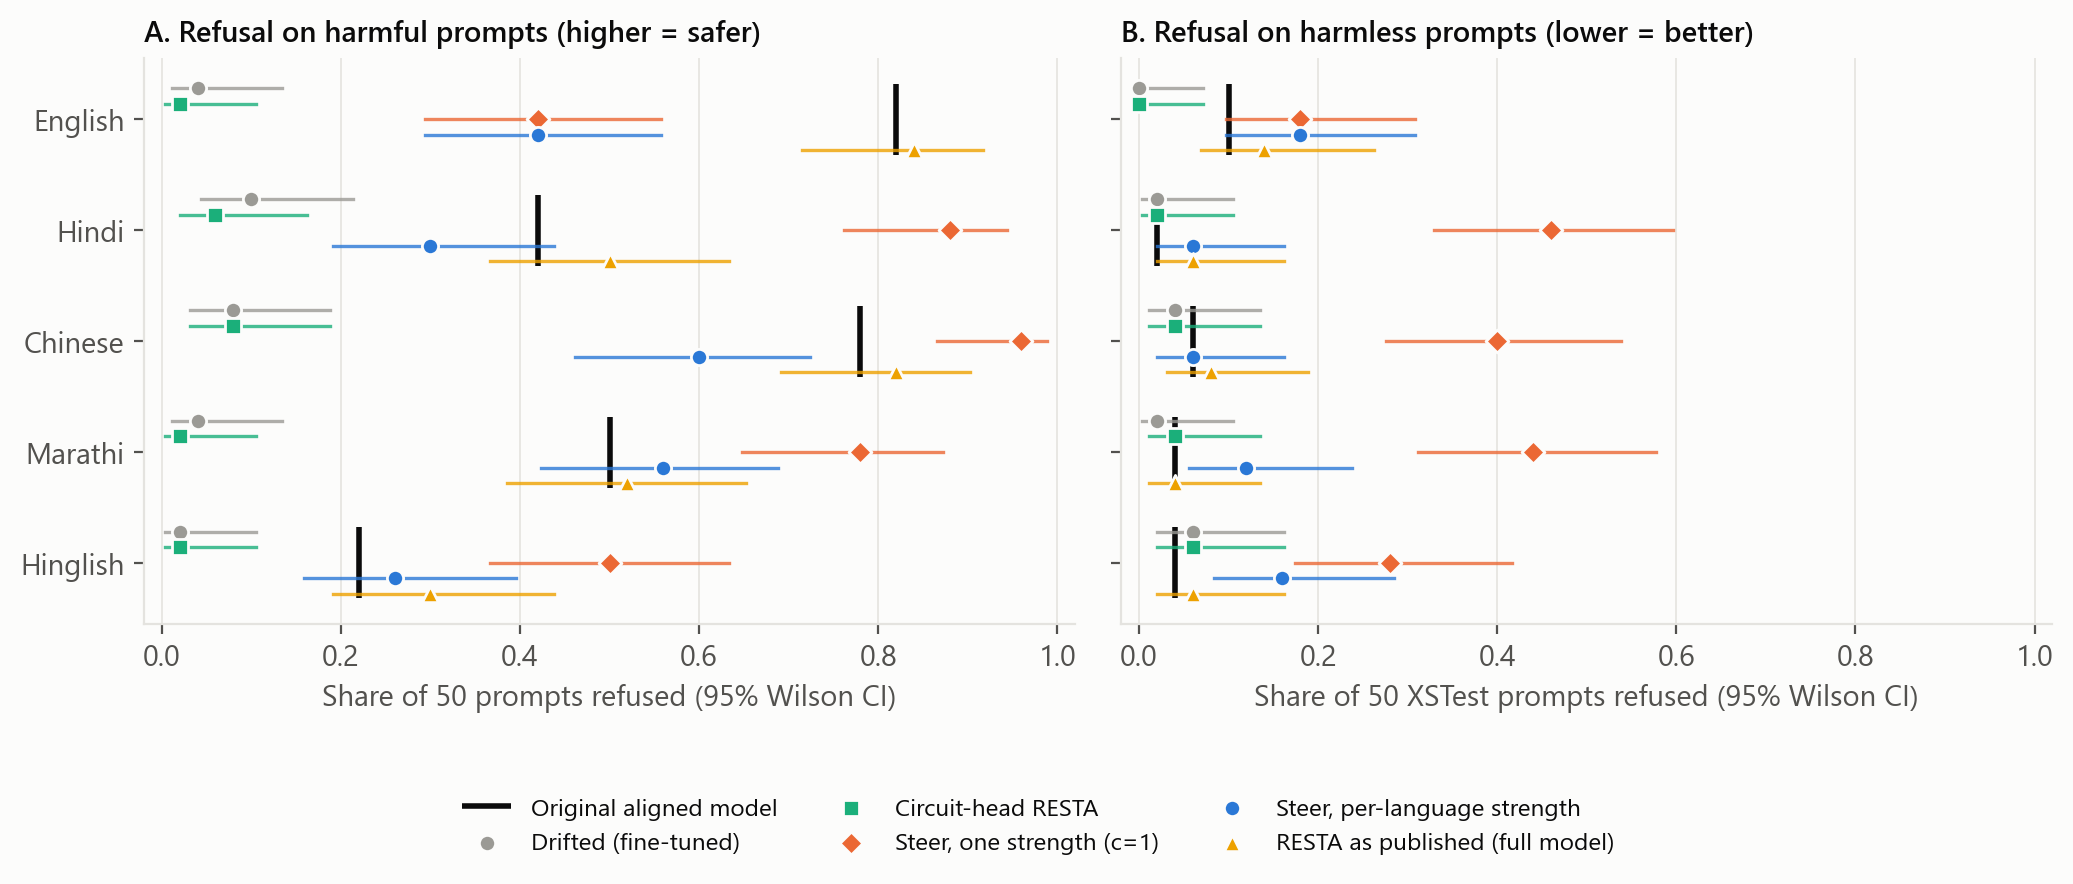 A. Refusal on harmful prompts (higher = safer)
B. Refusal on harmless prompts (lower = better)
English
Hindi
Chinese
Marathi
Hinglish
0.0 0.2 0.4 0.6 0.8 1.0
0.0 0.2 0.4 0.6 0.8 1.0
Share of 50 prompts refused (95% Wilson CI)
Share of 50 XSTest prompts refused (95% Wilson CI)
Original aligned model
Drifted (fine-tuned)
Circuit-head RESTA
Steer, one strength (c=1)
Steer, per-language strength
RESTA as published (full model)